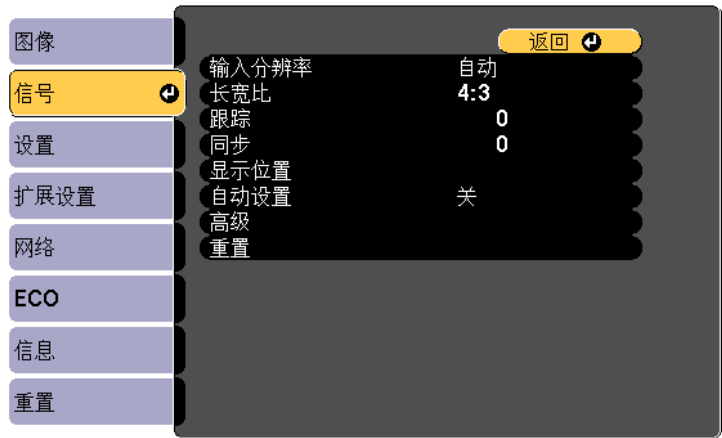 图像
信号
设置
扩展设置
网络
ECO
信息
重置
返回
输入分辨率 自动
长宽比 4:3
跟踪 0
同步 0
显示位置
自动设置 关
高级
重置